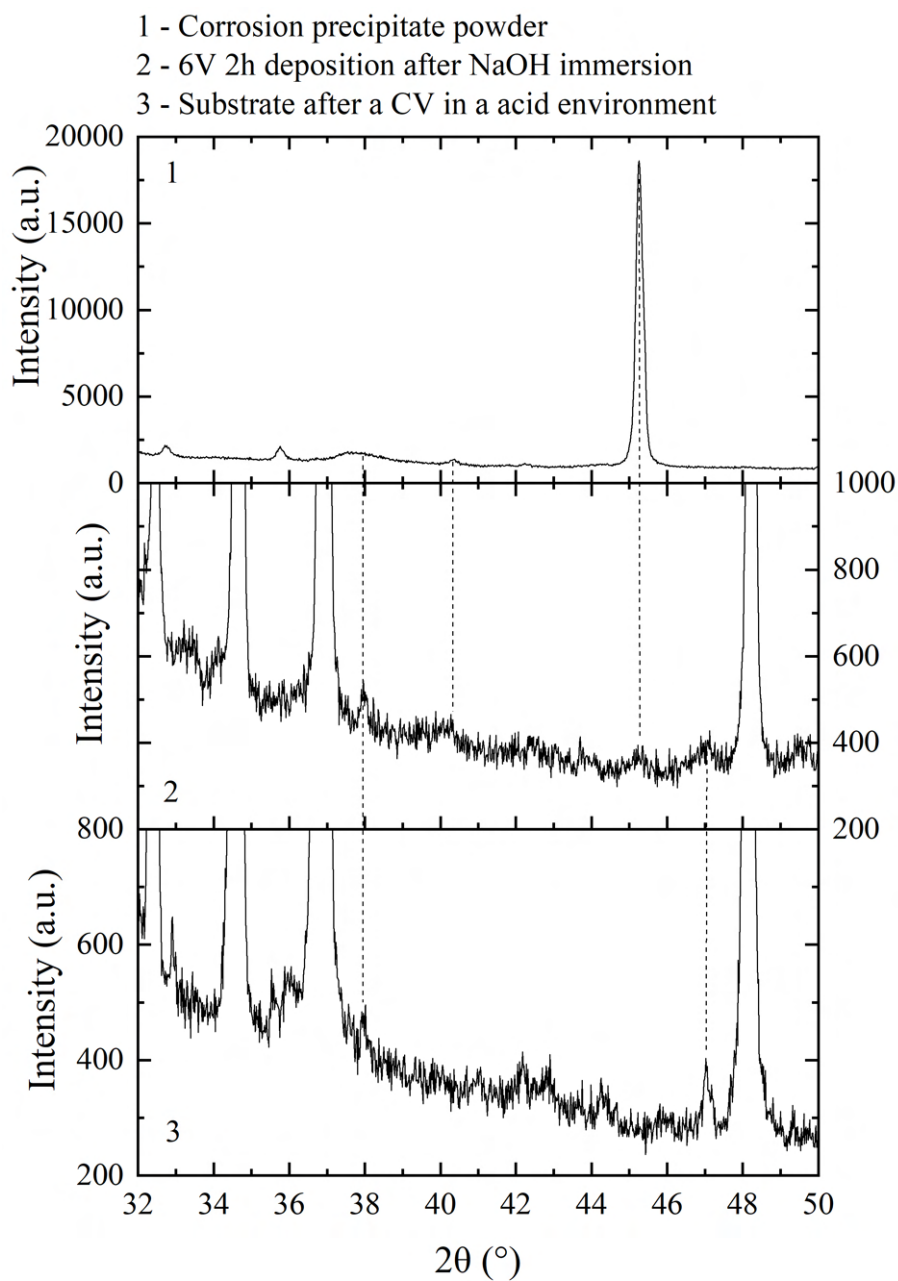 1 - Corrosion precipitate powder
2 - 6V 2h deposition after NaOH immersion
3 - Substrate after a CV in a acid environment
20000
15000
10000
5000
0
Intensity (a.u.)
1
1000
800
600
400
200
Intensity (a.u.)
2
800
600
400
200
Intensity (a.u.)
3
32 34 36 38 40 42 44 46 48 50
2θ (°)